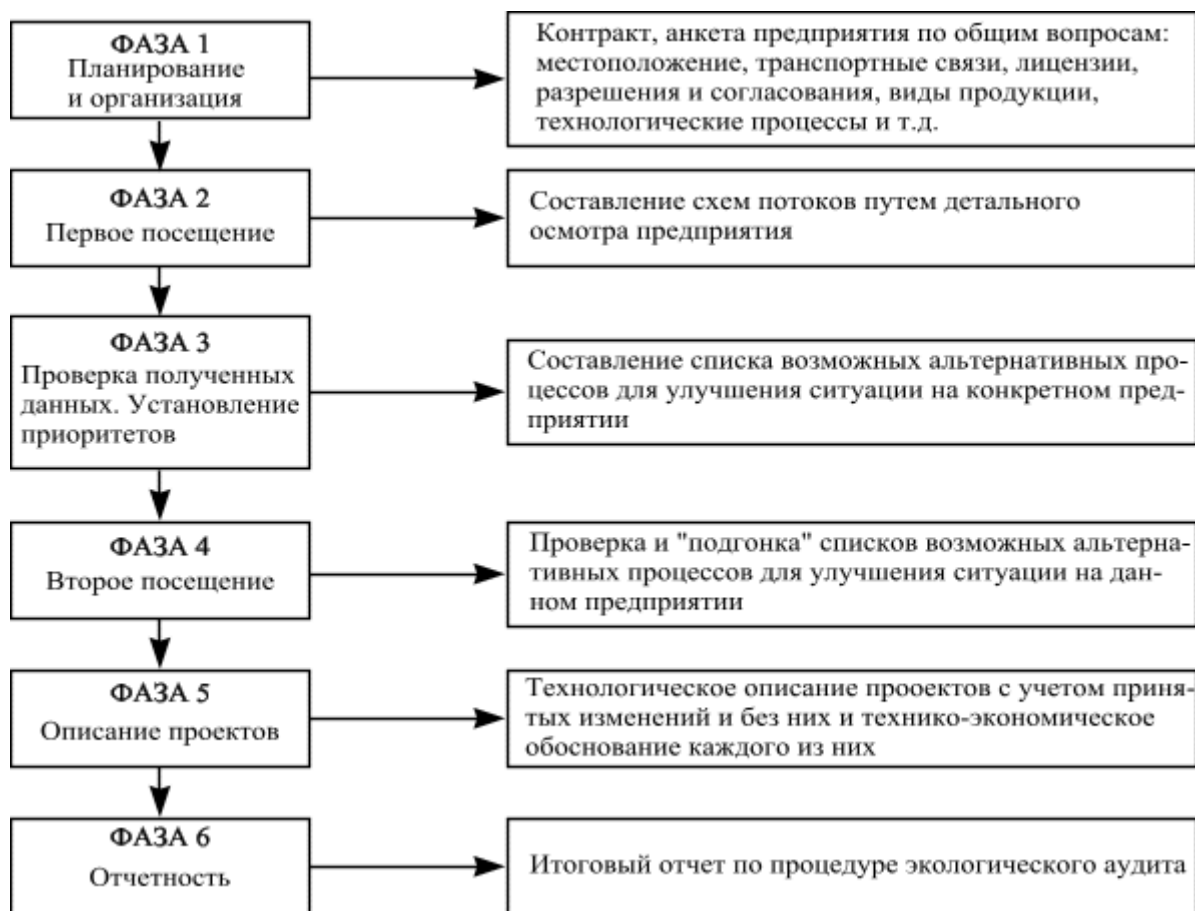 ФАЗА 1
Планирование
и организация
Контракт, анкета предприятия по общим вопросам:
местоположение, транспортные связи, лицензии,
разрешения и согласования, виды продукции,
технологические процессы и т.д.
ФАЗА 2
Первое посещение
Составление схем потоков путем детального
осмотра предприятия
ФАЗА 3
Проверка полученных
данных. Установление
приоритетов
Составление списка возможных альтернативных про-
цессов для улучшения ситуации на конкретном пред-
приятии
ФАЗА 4
Второе посещение
Проверка и "подгонка" списков возможных альтерна-
тивных процессов для улучшения ситуации на дан-
ном предприятии
ФАЗА 5
Описание проектов
Технологическое описание прооектов с учетом приня-
тых изменений и без них и технико-экономическое
обоснование каждого из них
ФАЗА 6
Отчетность
Итоговый отчет по процедуре экологического аудита